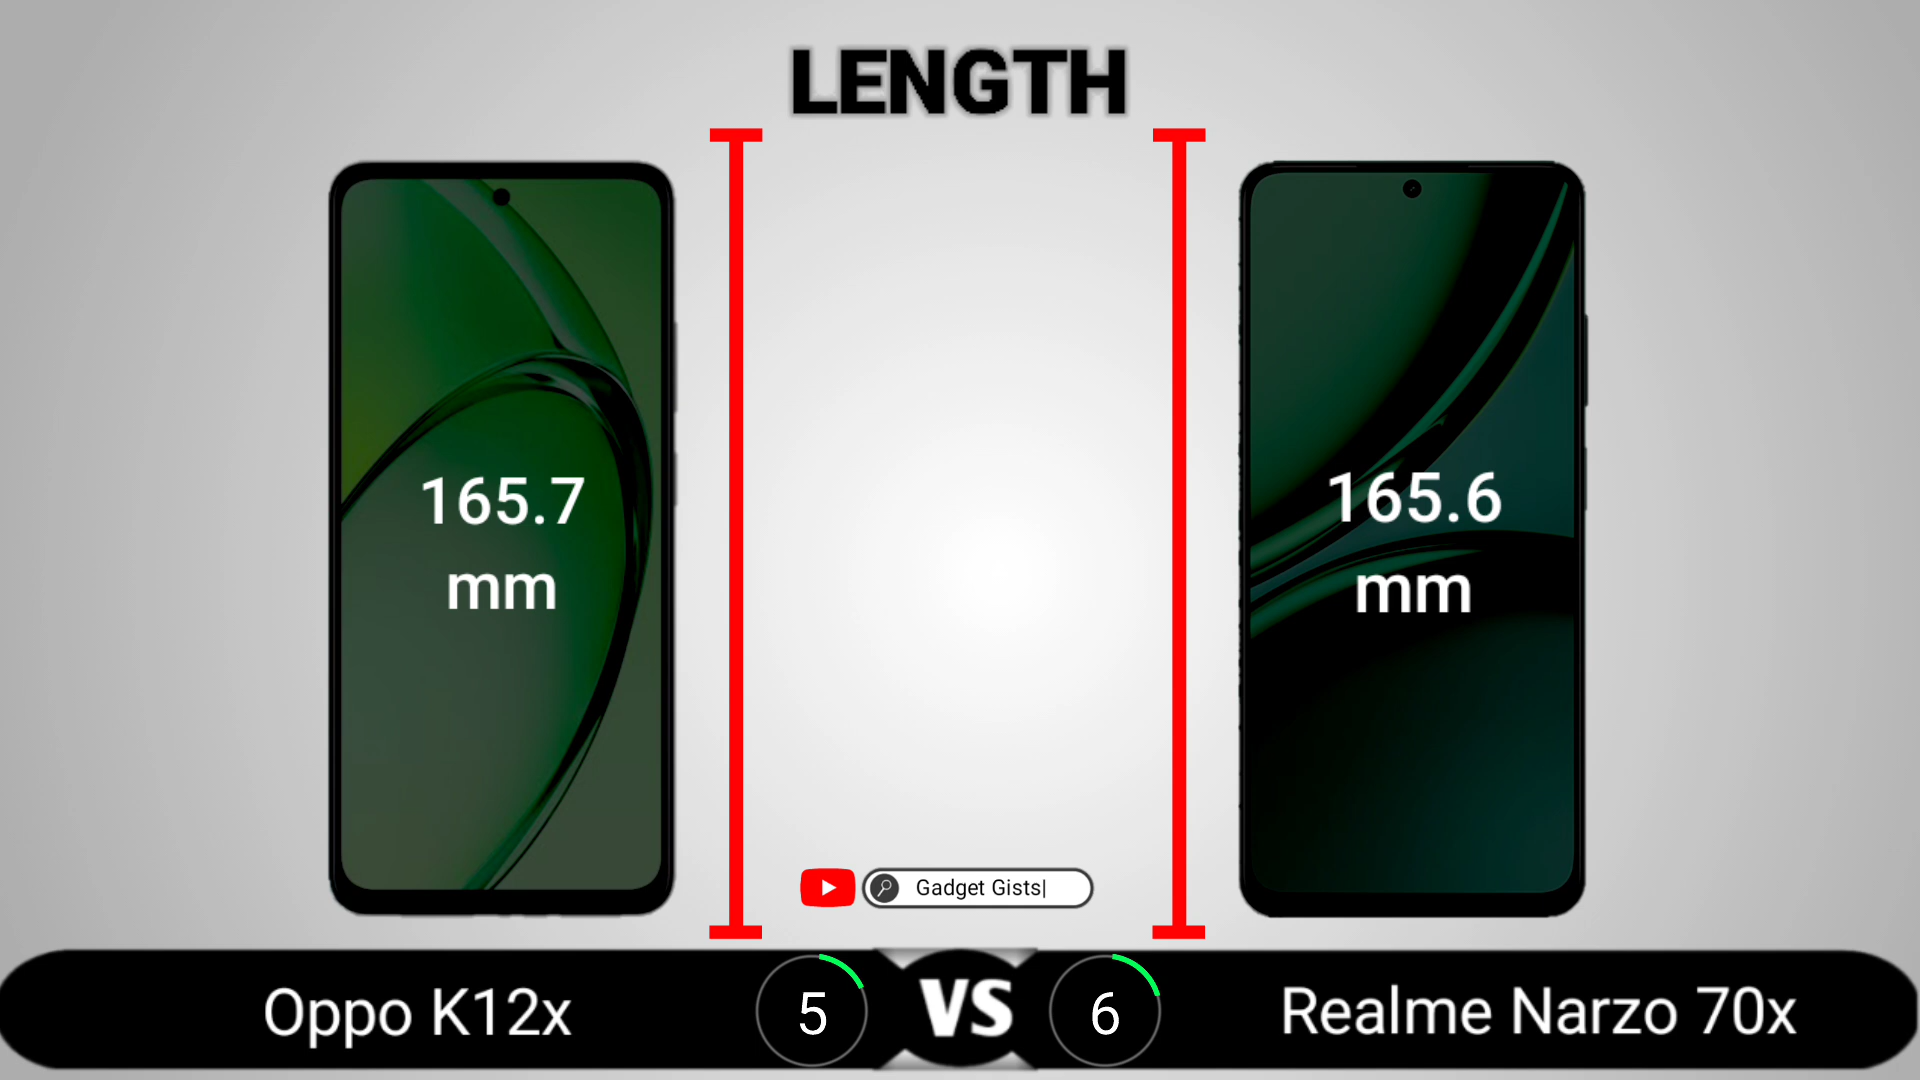 LENGTH
165.7
mm
165.6
mm
Gadget Gists|
Oppo K12x
5
VS
6
Realme Narzo 70x